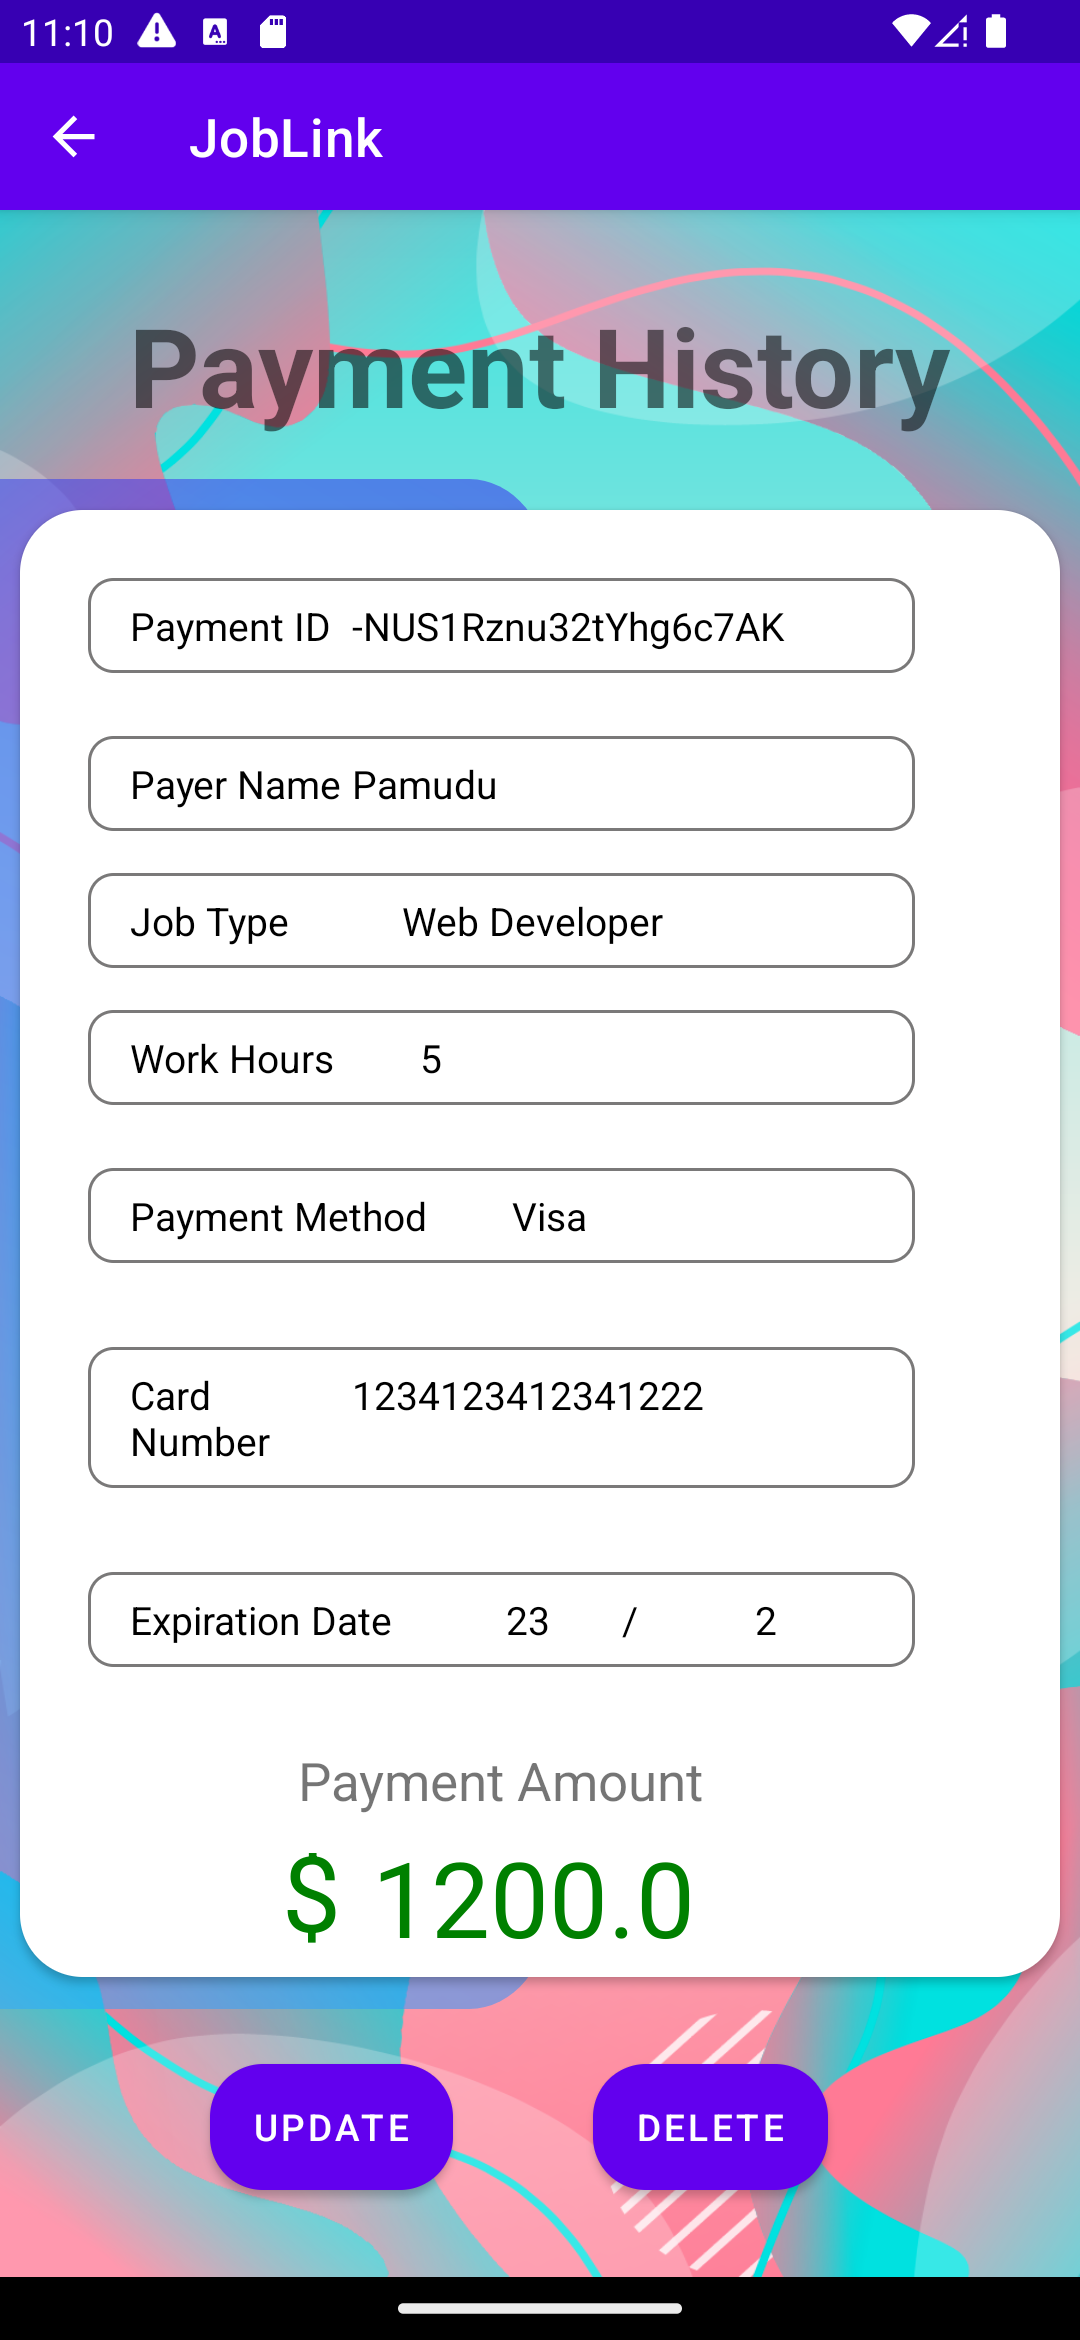 11:10
JobLink
Payment History
Payment ID -NUS1Rznu32tYhg6c7AK
Payer Name Pamudu
Job Type Web Developer
Work Hours 5
Payment Method Visa
Card Number 1234123412341222
Expiration Date 23 / 2
Payment Amount
$ 1200.0
UPDATE DELETE